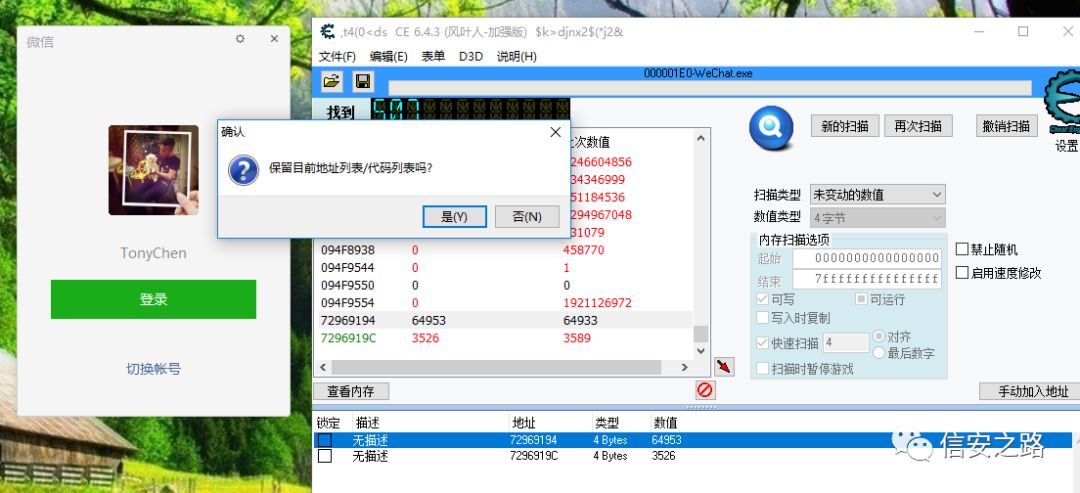 微信
TonyChen
登录
切换帐号
,t4(0<ds CE 6.4.3 (风叶人-加强版) $k>djnx2$(*j2&
文件(F) 编辑(E) 表单 D3D 说明(H)
000001E0-WeChat.exe
找到
新的扫描 再次扫描 撤销扫描
设置
确认
保留目前地址列表/代码列表吗?
是(Y) 否(N)
次数值
246604856
34346999
51184536
294967048
31079
094F8938 0 458770
094F9544 0 1
094F9550 0 0
094F9554 0 1921126972
72969194 64953 64933
7296919C 3526 3589
扫描类型 未变动的数值
数值类型 4字节
内存扫描选项
起始 0000000000000000
结束 7fffffffffffffff
可写 可运行
写入时复制
快速扫描 4 对齐
最后数字
扫描时暂停游戏
禁止随机
启用速度修改
查看内存
手动加入地址
锁定 描述 地址 类型 数值
无描述 72969194 4 Bytes 64953
无描述 7296919C 4 Bytes 3526
信安之路